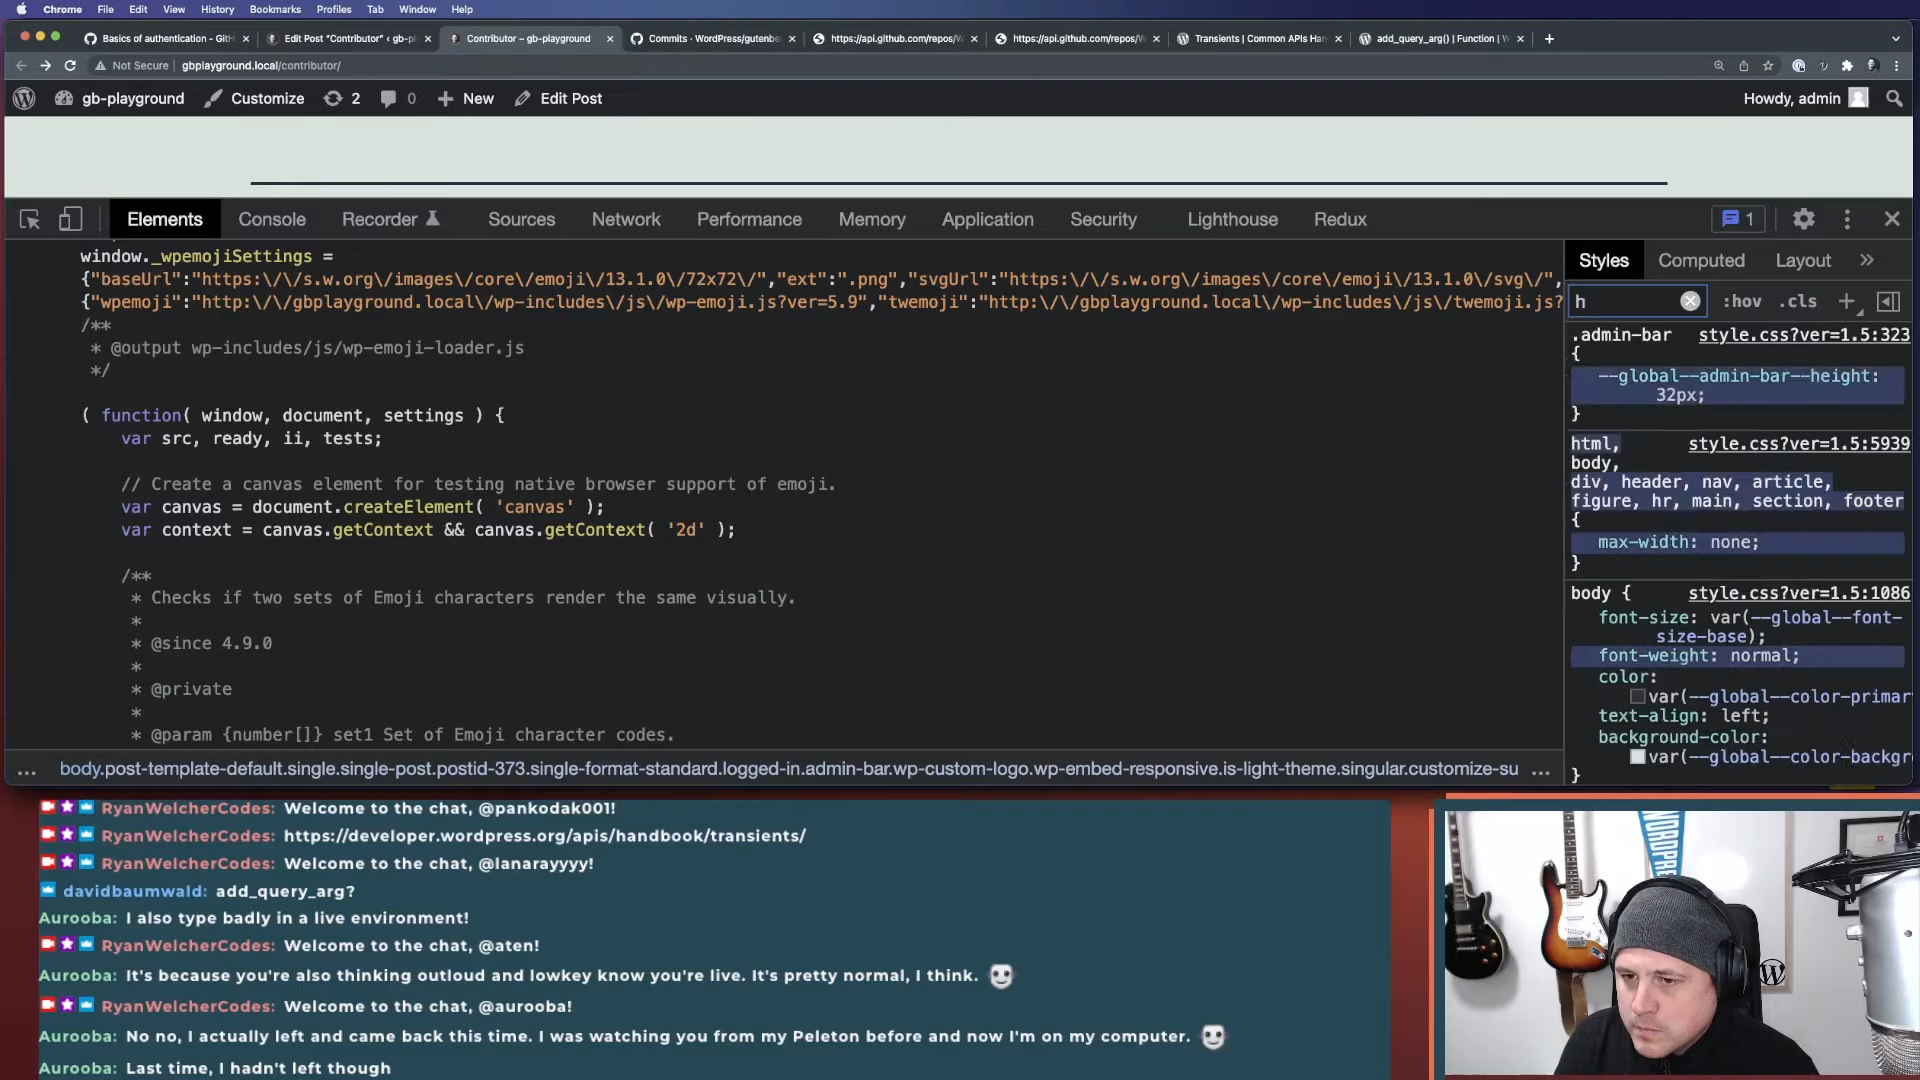 Chrome File Edit View History Bookmarks Profiles Tab Window Help
Basics of authentication - GitH Edit Post "Contributor" ‹ gb-p Contributor – gb-playground Commits · WordPress/gutenbe https://api.github.com/repos/W https://api.github.com/repos/W Transients | Common APIs Han add_query_arg() | Function | W
Not Secure | gbplayground.local/contributor/
gb-playground Customize 2 0 New Edit Post Howdy, admin
Elements Console Recorder Sources Network Performance Memory Application Security Lighthouse Redux 1
window._wpemojiSettings =
{"baseUrl":"https:\/\/s.w.org\/images\/core\/emoji\/13.1.0\/72x72\/","ext":".png","svgUrl":"https:\/\/s.w.org\/images\/core\/emoji\/13.1.0\/svg\/",
{"wpemoji":"http:\/\/gbplayground.local\/wp-includes\/js\/wp-emoji.js?ver=5.9","twemoji":"http:\/\/gbplayground.local\/wp-includes\/js\/twemoji.js?
/**
* @output wp-includes/js/wp-emoji-loader.js
*/
( function( window, document, settings ) {
var src, ready, ii, tests;
// Create a canvas element for testing native browser support of emoji.
var canvas = document.createElement( 'canvas' );
var context = canvas.getContext && canvas.getContext( '2d' );
/**
* Checks if two sets of Emoji characters render the same visually.
*
* @since 4.9.0
*
* @private
*
* @param {number[]} set1 Set of Emoji character codes.
... body.post-template-default.single.single-post.postid-373.single-format-standard.logged-in.admin-bar.wp-custom-logo.wp-embed-responsive.is-light-theme.singular.customize-su ...
Styles Computed Layout »
h :hov .cls +
.admin-bar style.css?ver=1.5:323
{
--global--admin-bar--height:
32px;
}
html, style.css?ver=1.5:5939
body,
div, header, nav, article,
figure, hr, main, section, footer
{
max-width: none;
}
body { style.css?ver=1.5:1086
font-size: var(--global--font-
size-base);
font-weight: normal;
color:
var(--global--color-primar
text-align: left;
background-color:
var(--global--color-backgr
}
RyanWelcherCodes: Welcome to the chat, @pankodak001!
RyanWelcherCodes: https://developer.wordpress.org/apis/handbook/transients/
RyanWelcherCodes: Welcome to the chat, @lanarayyyy!
davidbaumwald: add_query_arg?
Aurooba: I also type badly in a live environment!
RyanWelcherCodes: Welcome to the chat, @aten!
Aurooba: It's because you're also thinking outloud and lowkey know you're live. It's pretty normal, I think.
RyanWelcherCodes: Welcome to the chat, @aurooba!
Aurooba: No no, I actually left and came back this time. I was watching you from my Peleton before and now I'm on my computer.
Aurooba: Last time, I hadn't left though